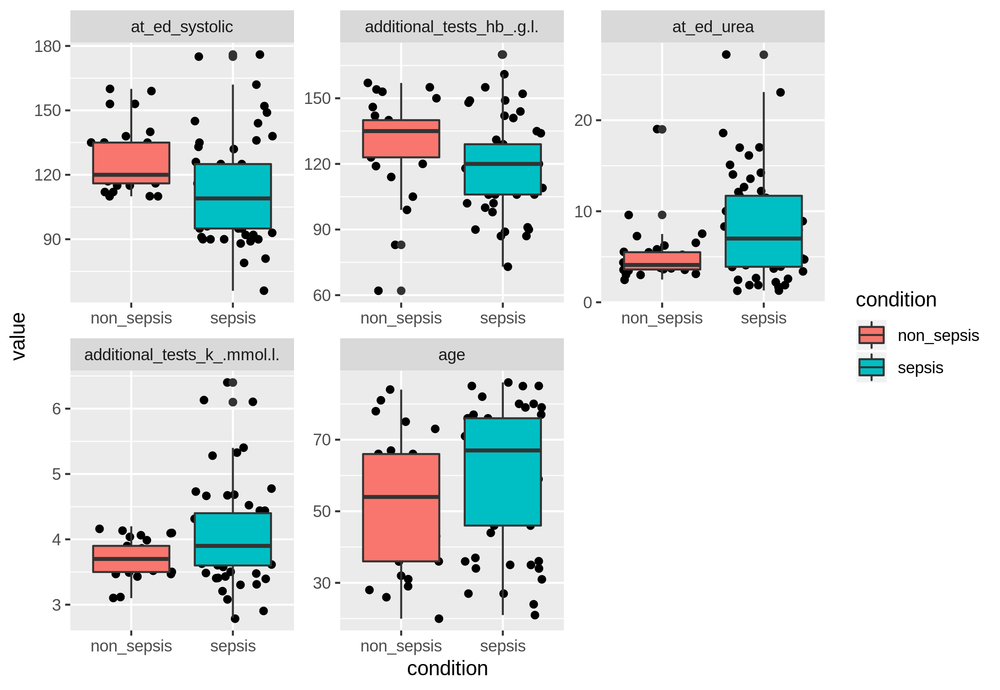 at_ed_systolic
additional_tests_hb_.g.l.
at_ed_urea
180
150
120
90
150
120
90
60
20
10
0
non_sepsis sepsis
non_sepsis sepsis
non_sepsis sepsis
value
additional_tests_k_.mmol.l.
age
6
5
4
3
70
50
30
non_sepsis sepsis
non_sepsis sepsis
condition
condition
non_sepsis
sepsis